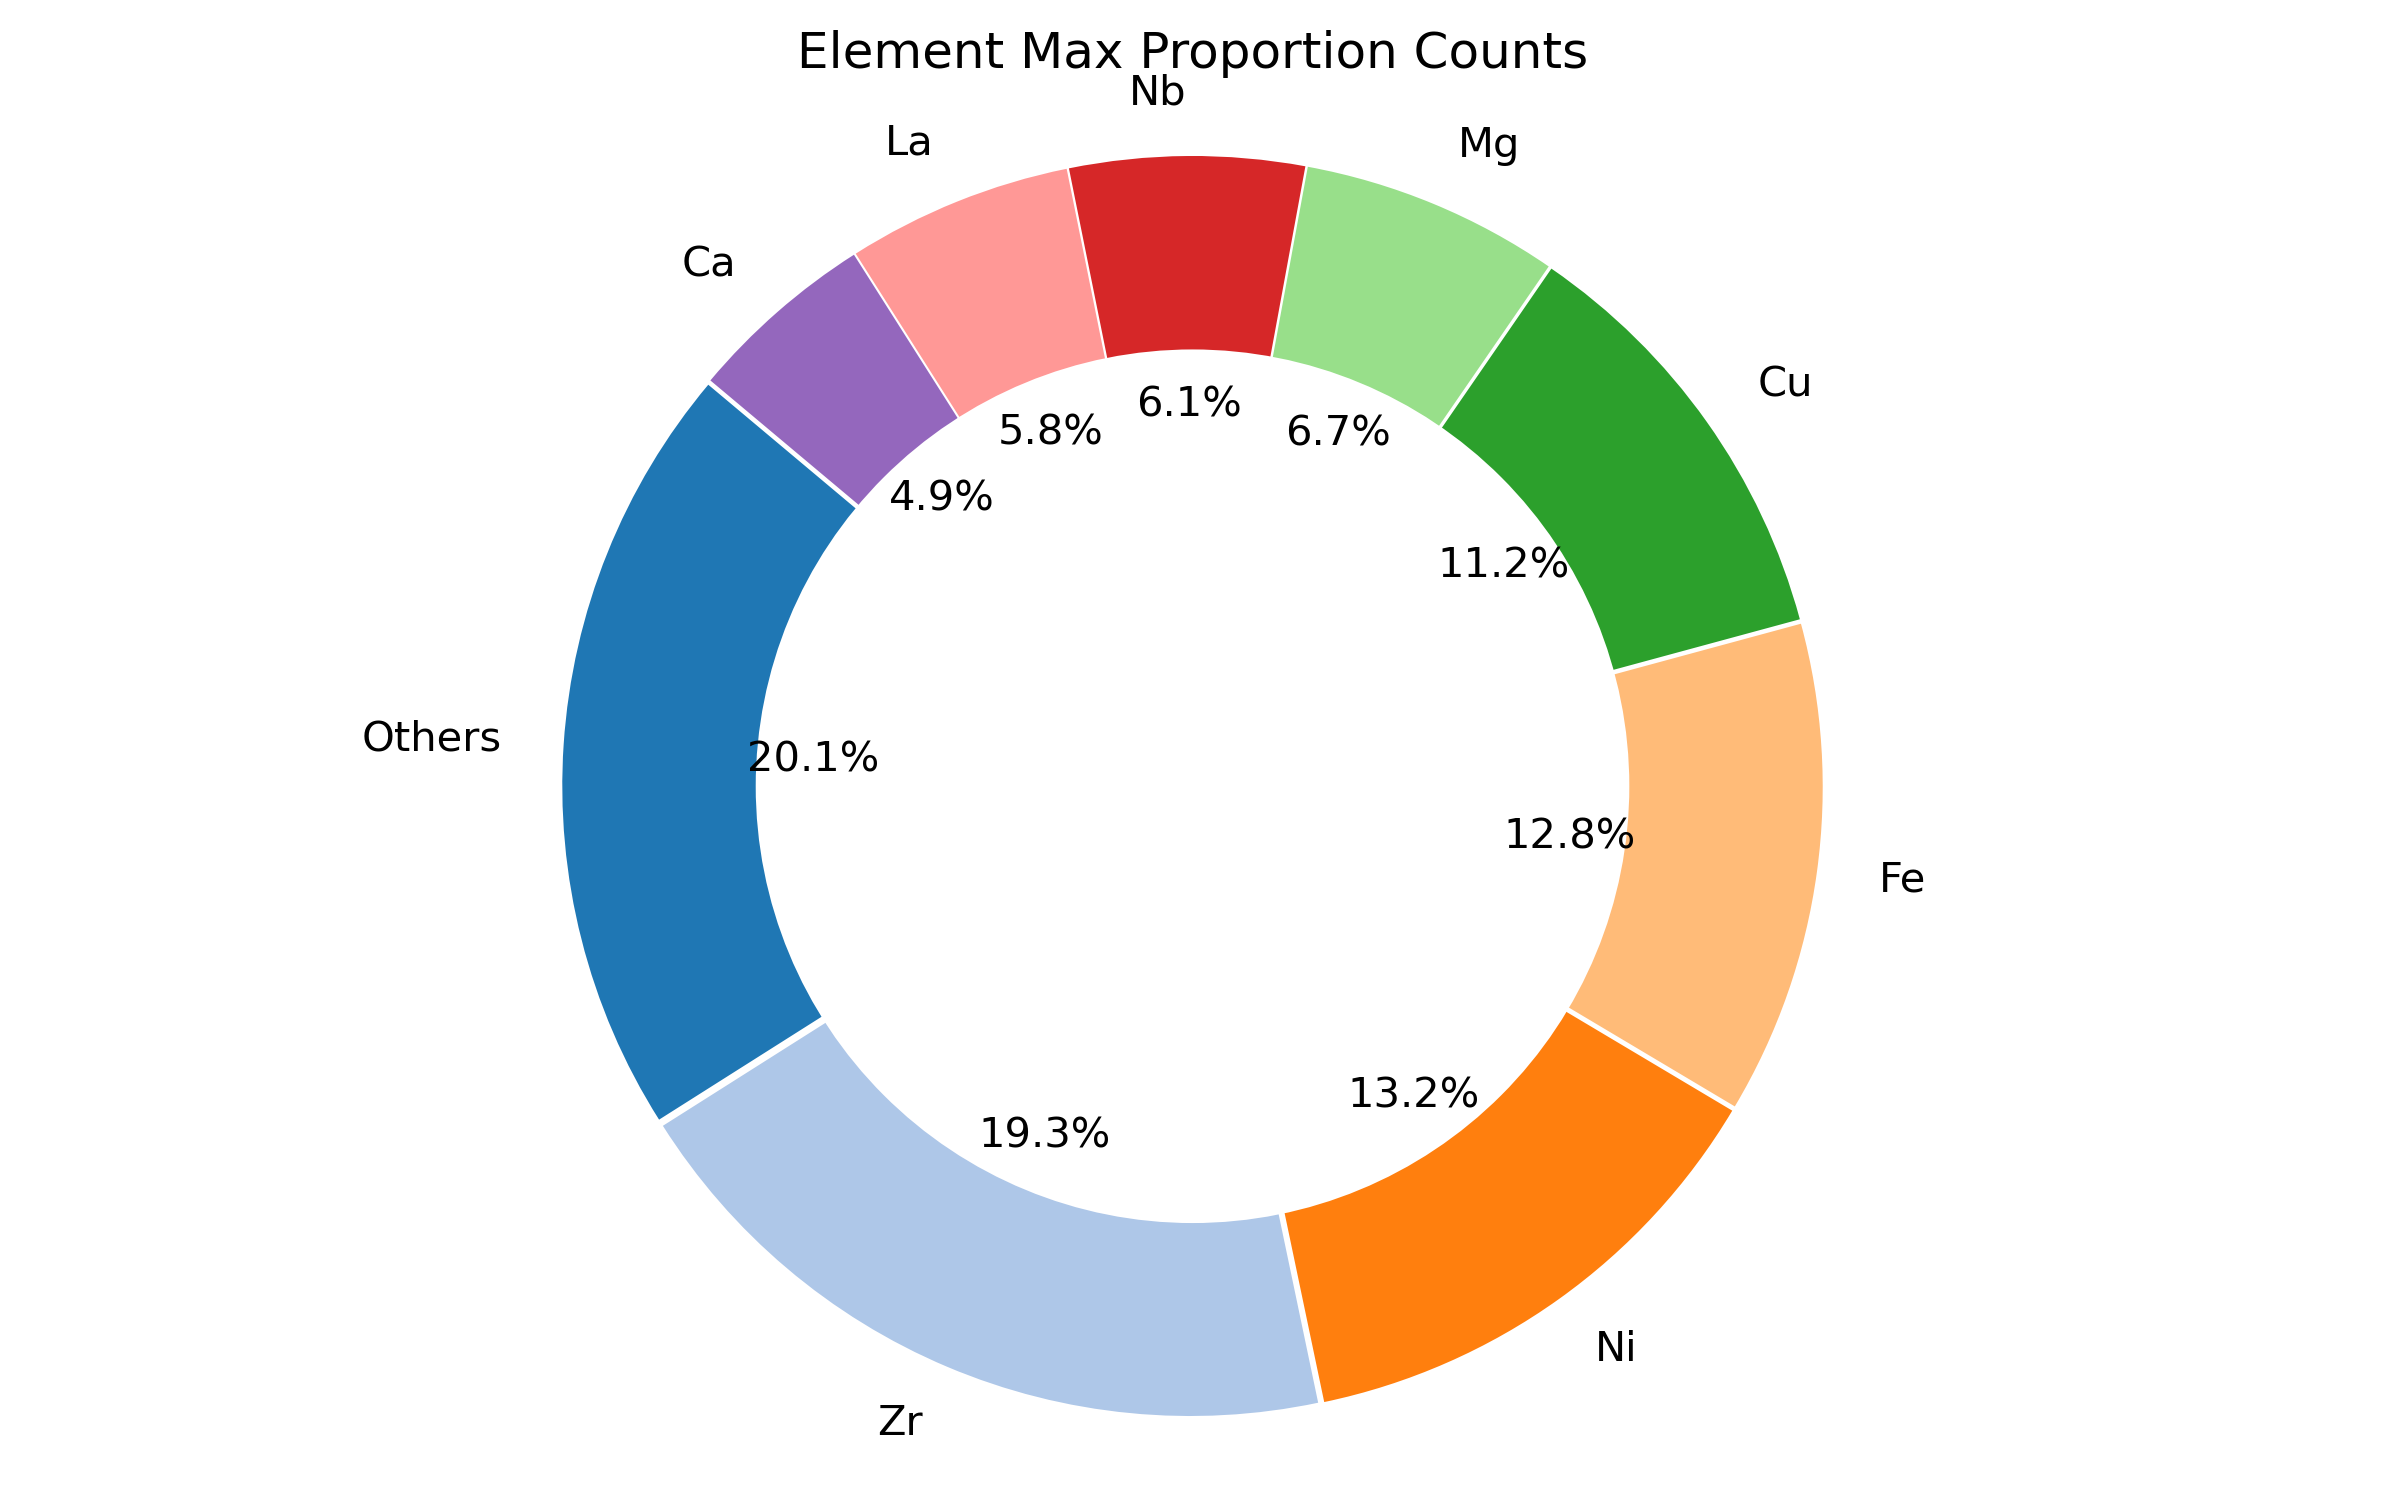 Element Max Proportion Counts
Nb
La
Mg
Ca
Cu
6.1%
5.8%
6.7%
4.9%
11.2%
Others
20.1%
12.8%
Fe
13.2%
19.3%
Ni
Zr